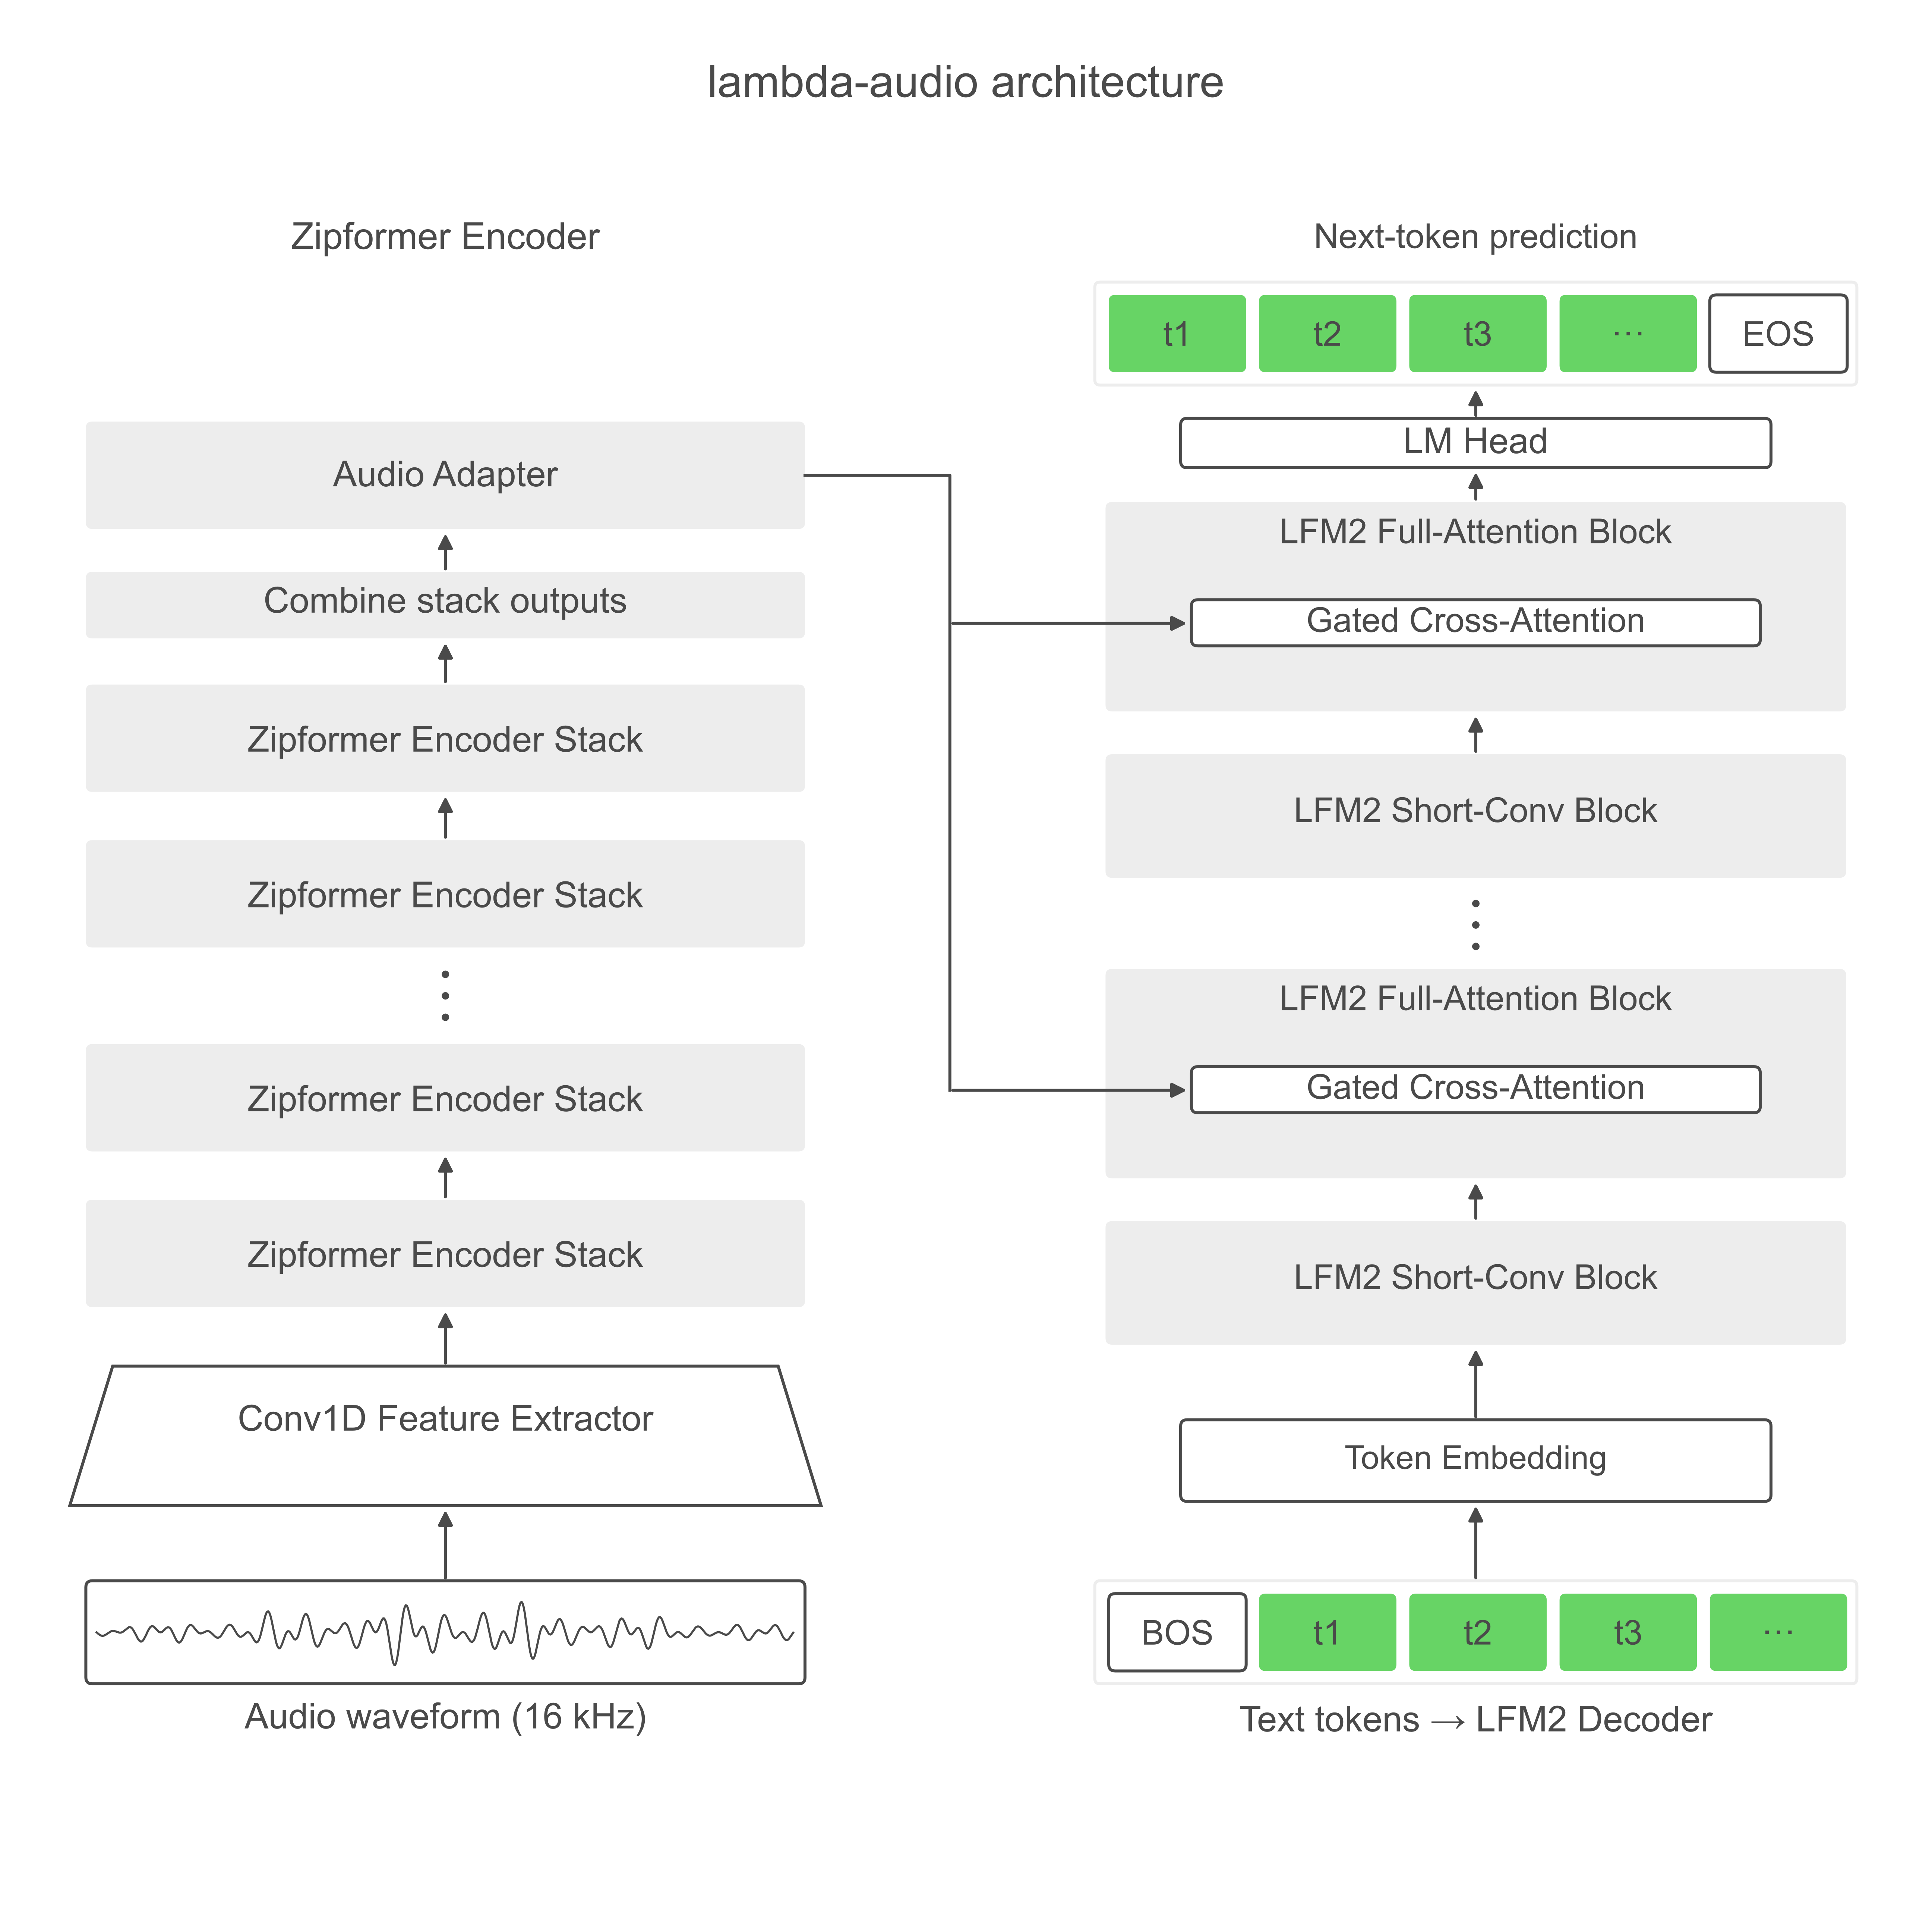 lambda-audio architecture
Zipformer Encoder
Audio Adapter
Combine stack outputs
Zipformer Encoder Stack
Zipformer Encoder Stack
⋮
Zipformer Encoder Stack
Zipformer Encoder Stack
Conv1D Feature Extractor
Audio waveform (16 kHz)
Next-token prediction
t1 t2 t3 ··· EOS
LM Head
LFM2 Full-Attention Block
Gated Cross-Attention
LFM2 Short-Conv Block
⋮
LFM2 Full-Attention Block
Gated Cross-Attention
LFM2 Short-Conv Block
Token Embedding
BOS t1 t2 t3 ···
Text tokens → LFM2 Decoder